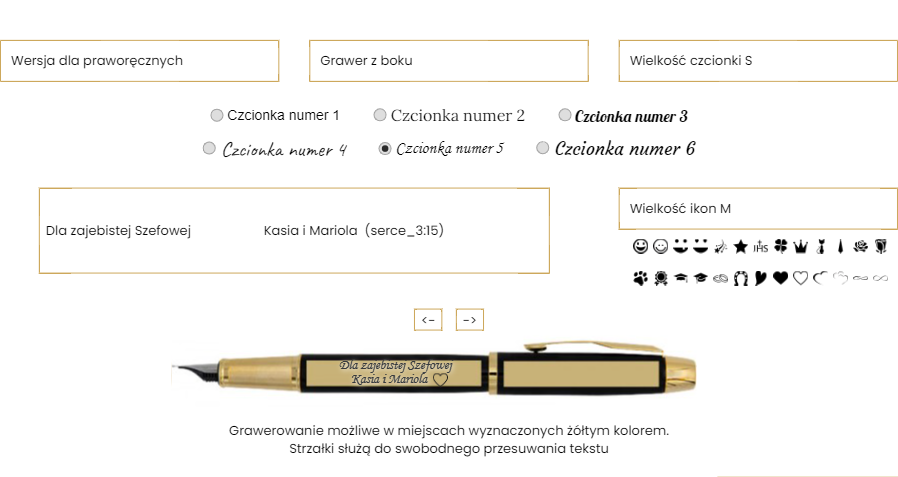 Wersja dla praworęcznych
Grawer z boku
Wielkość czcionki S
Czcionka numer 1
Czcionka numer 2
Czcionka numer 3
Czcionka numer 4
Czcionka numer 5
Czcionka numer 6
Dla zajebistej Szefowej Kasia i Mariola (serce_3:15)
Wielkość ikon M
IHS
<- ->
Dla zajebistej Szefowej
Kasia i Mariola
Grawerowanie możliwe w miejscach wyznaczonych żółtym kolorem.
Strzałki służą do swobodnego przesuwania tekstu